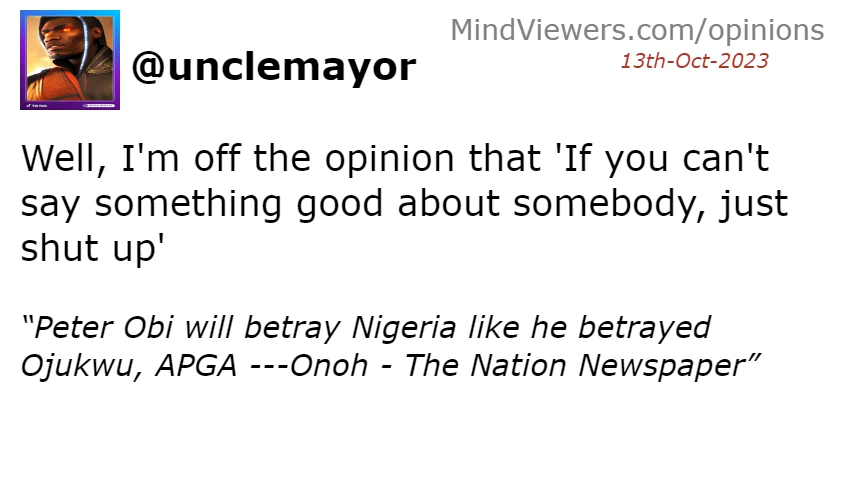 MindViewers.com/opinions
13th-Oct-2023
@unclemayor
Well, I'm off the opinion that 'If you can't
say something good about somebody, just
shut up'
“Peter Obi will betray Nigeria like he betrayed
Ojukwu, APGA ---Onoh - The Nation Newspaper”